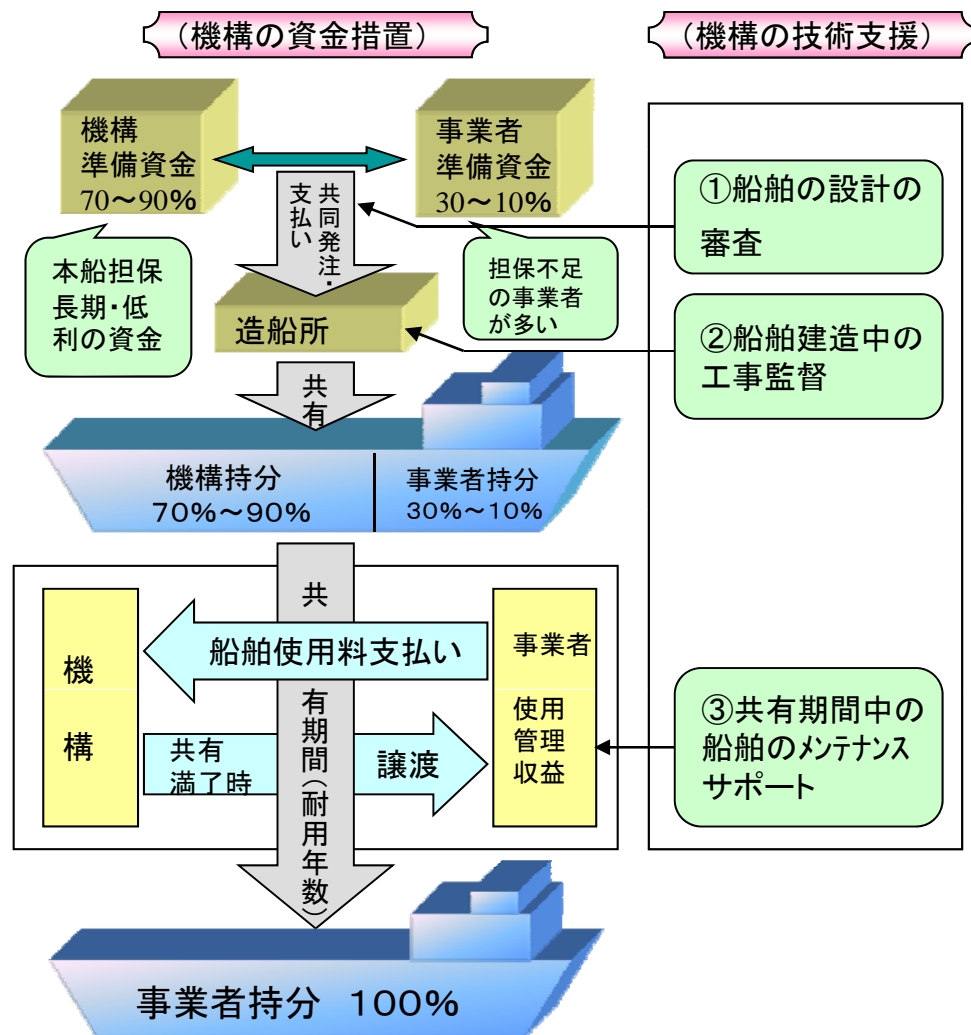 (機構の資金措置)
(機構の技術支援)
機構
準備資金
70~90%
事業者
準備資金
30~10%
共同発注・
支払い
本船担保
長期・低
利の資金
担保不足
の事業者
が多い
①船舶の設計の
審査
造船所
②船舶建造中の
工事監督
共有
機構持分
70%~90%
事業者持分
30%~10%
共有期間(耐用年数)
機構
船舶使用料支払い
事業者
使用
管理
収益
共有
満了時
譲渡
③共有期間中の
船舶のメンテナンス
サポート
事業者持分 100%